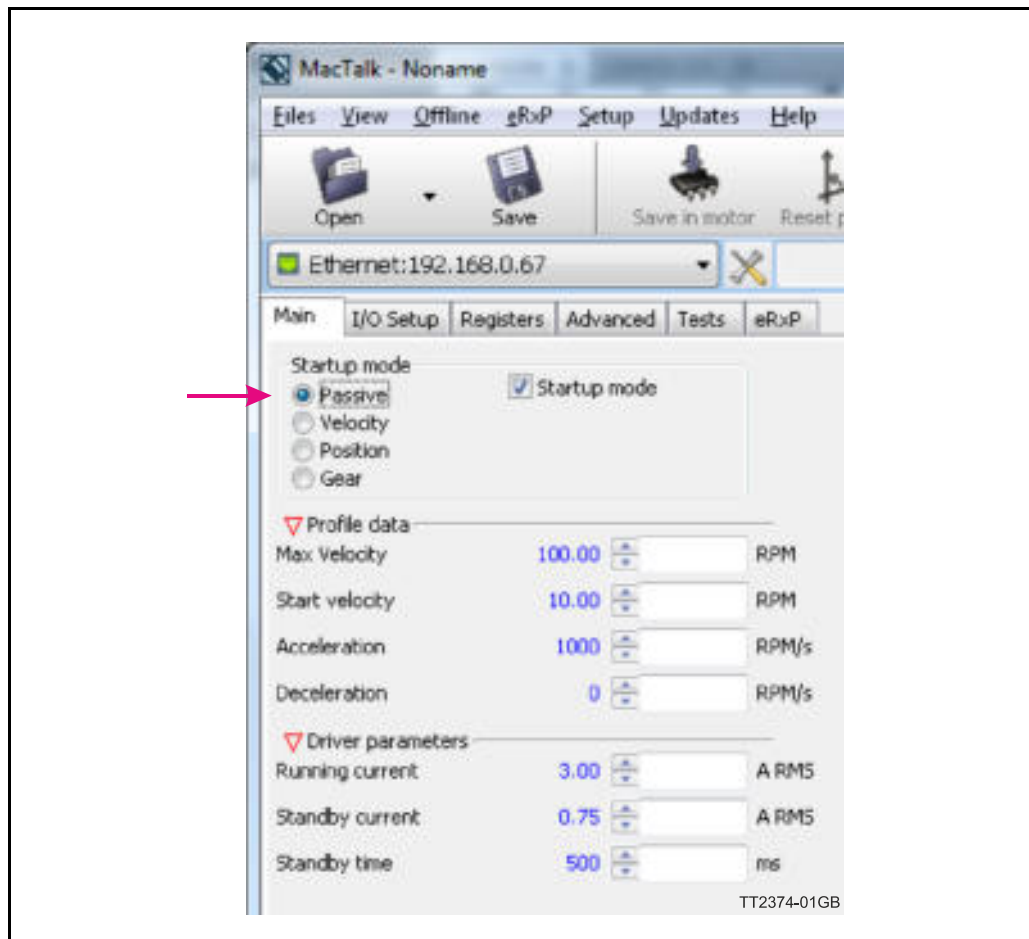 MacTalk - Noname
Files View Offline eRxP Setup Updates Help
Open Save Save in motor Reset p
Ethernet:192.168.0.67
Main I/O Setup Registers Advanced Tests eRxP
Startup mode
Passive Startup mode
Velocity
Position
Gear
Profile data
Max Velocity 100.00 RPM
Start velocity 10.00 RPM
Acceleration 1000 RPM/s
Deceleration 0 RPM/s
Driver parameters
Running current 3.00 A RMS
Standby current 0.75 A RMS
Standby time 500 ms
TT2374-01GB